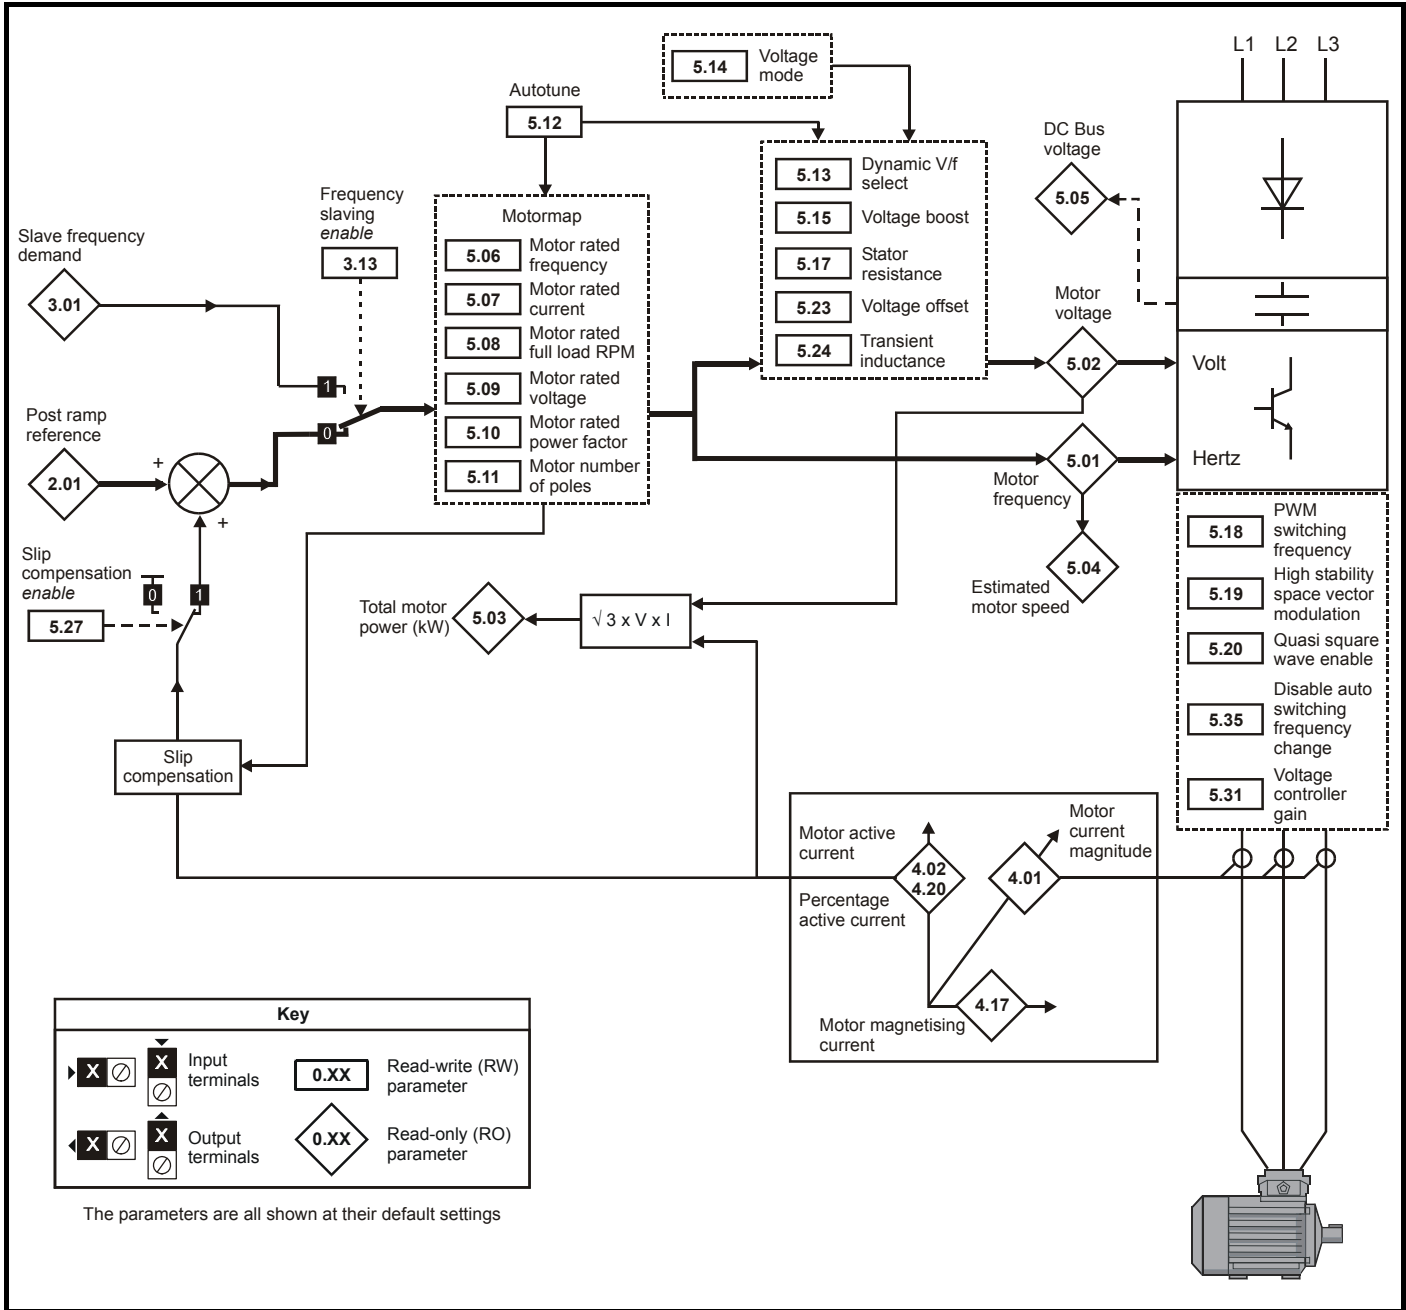 L1 L2 L3
5.14
Voltage
mode
Autotune
5.12
DC Bus
voltage
5.05
Frequency
slaving
enable
3.13
Slave frequency
demand
3.01
1
Post ramp
reference
2.01
+
+
0
Motormap
5.06
Motor rated
frequency
5.07
Motor rated
current
5.08
Motor rated
full load RPM
5.09
Motor rated
voltage
5.10
Motor rated
power factor
5.11
Motor number
of poles
5.13
Dynamic V/f
select
5.15
Voltage boost
5.17
Stator
resistance
5.23
Voltage offset
5.24
Transient
inductance
Motor
voltage
5.02
Volt
5.01
Motor
frequency
Hertz
5.04
Estimated
motor speed
5.18
PWM
switching
frequency
5.19
High stability
space vector
modulation
5.20
Quasi square
wave enable
5.35
Disable auto
switching
frequency
change
5.31
Voltage
controller
gain
Slip
compensation
enable
5.27
0
1
Total motor
power (kW)
5.03
√ 3 x V x I
Slip
compensation
Motor active
current
4.02
4.20
Percentage
active current
Motor
current
magnitude
4.01
4.17
Motor magnetising
current
Key
X
X
Input
terminals
0.XX
Read-write (RW)
parameter
X
X
Output
terminals
0.XX
Read-only (RO)
parameter
The parameters are all shown at their default settings